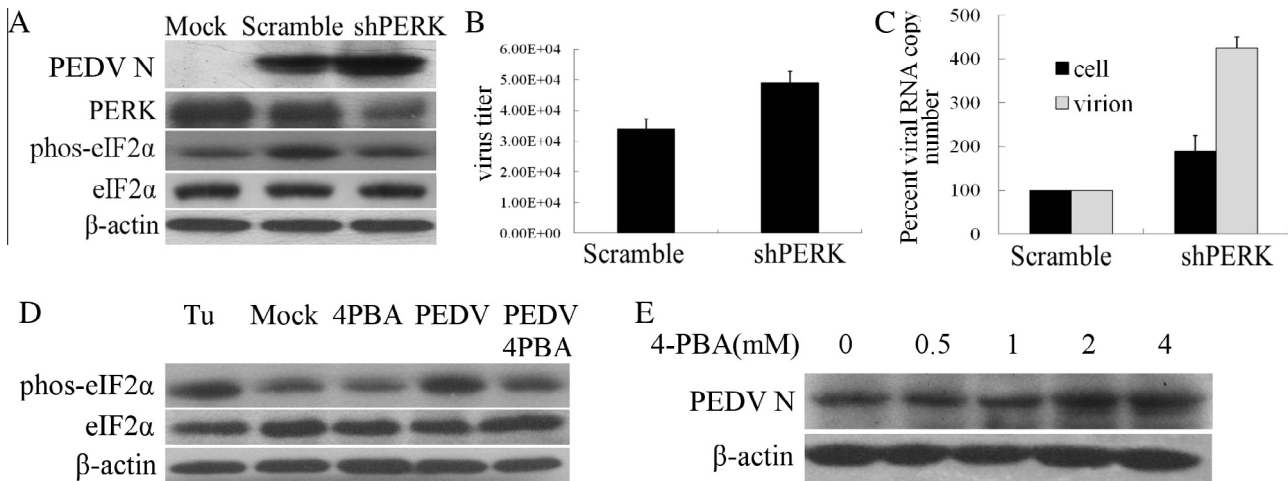 A
Mock Scramble shPERK
PEDV N
PERK
phos-eIF2α
eIF2α
β-actin
B
virus titer
6.00E+04
5.00E+04
4.00E+04
3.00E+04
2.00E+04
1.00E+04
0.00E+00
Scramble shPERK
C
Percent viral RNA copy
number
500
400
300
200
100
0
cell
virion
Scramble shPERK
D
Tu Mock 4PBA PEDV PEDV
4PBA
phos-eIF2α
eIF2α
β-actin
E
4-PBA(mM) 0 0.5 1 2 4
PEDV N
β-actin